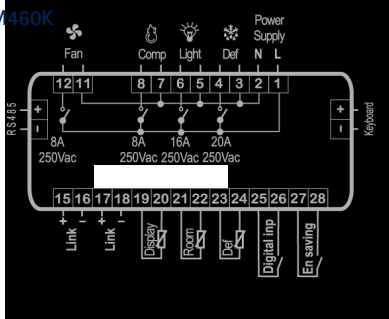 M460K
Fan
Comp
Light
Def
Power Supply
N L
12 11 8 7 6 5 4 3 2 1
RS485
+
-
+
-
Keyboard
8A 250Vac
8A 250Vac
16A 250Vac
20A 250Vac
15 16 17 18 19 20 21 22 23 24 25 26 27 28
+ - + -
Link
Link
Display
Room
Def
Digital inp
En saving